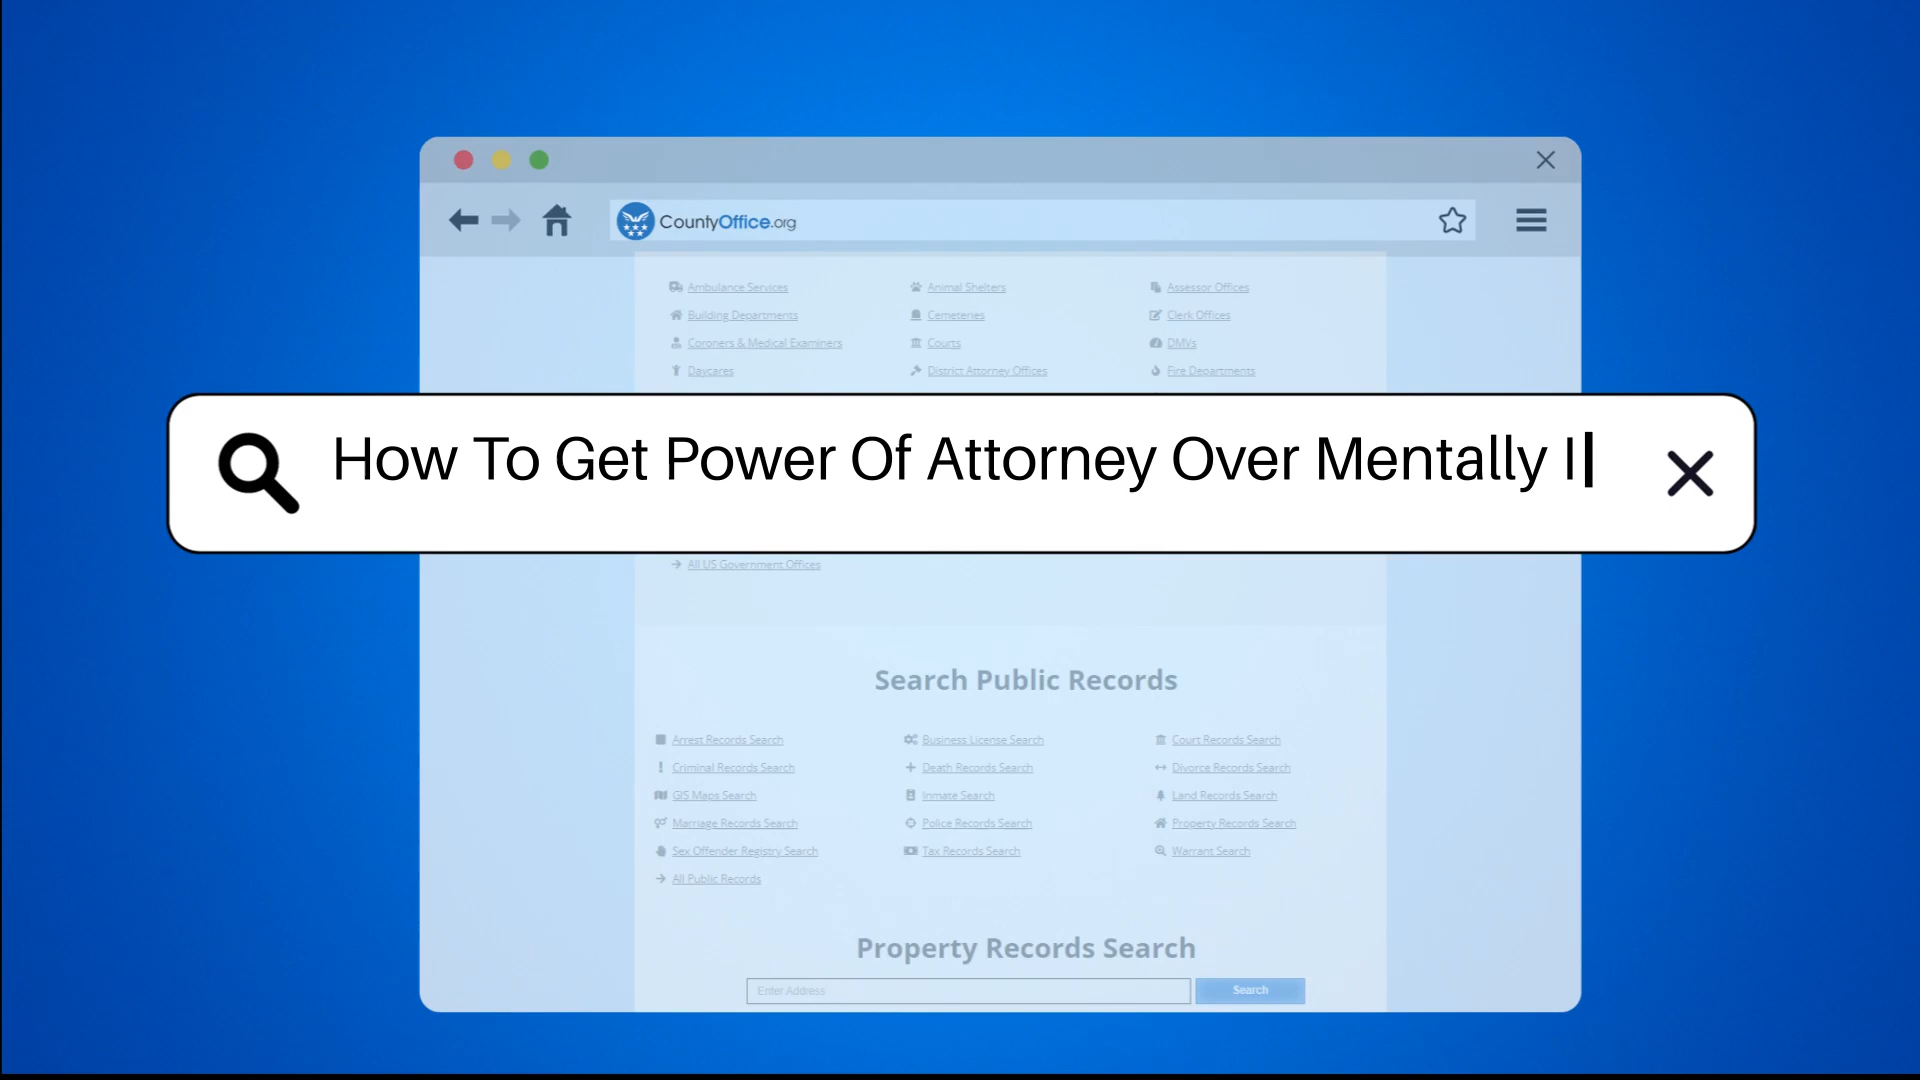 CountyOffice.org
Ambulance Services Animal Shelters Assessor Offices
Building Departments Cemeteries Clerk Offices
Coroners & Medical Examiners Courts DMVs
Daycares District Attorney Offices Fire Departments
How To Get Power Of Attorney Over Mentally I
All US Government Offices
Search Public Records
Arrest Records Search Business License Search Court Records Search
Criminal Records Search Death Records Search Divorce Records Search
GIS Maps Search Inmate Search Land Records Search
Marriage Records Search Police Records Search Property Records Search
Sex Offender Registry Search Tax Records Search Warrant Search
All Public Records
Property Records Search
Enter Address Search